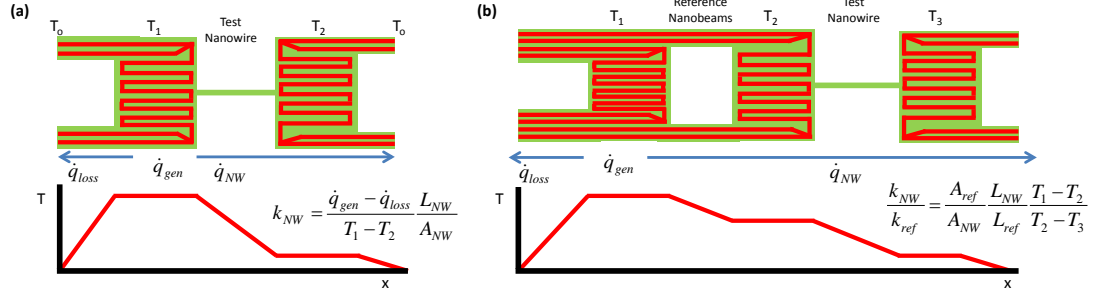 (a)
T₀ T₁ Test Nanowire T₂ T₀
q̇_loss q̇_gen q̇_NW
T
k_NW = (q̇_gen − q̇_loss)/(T₁ − T₂) L_NW/A_NW
x
(b)
T₁ Reference Nanobeams T₂ Test Nanowire T₃
q̇_loss q̇_gen q̇_NW
T
k_NW/k_ref = A_ref/A_NW L_NW/L_ref (T₁ − T₂)/(T₂ − T₃)
x